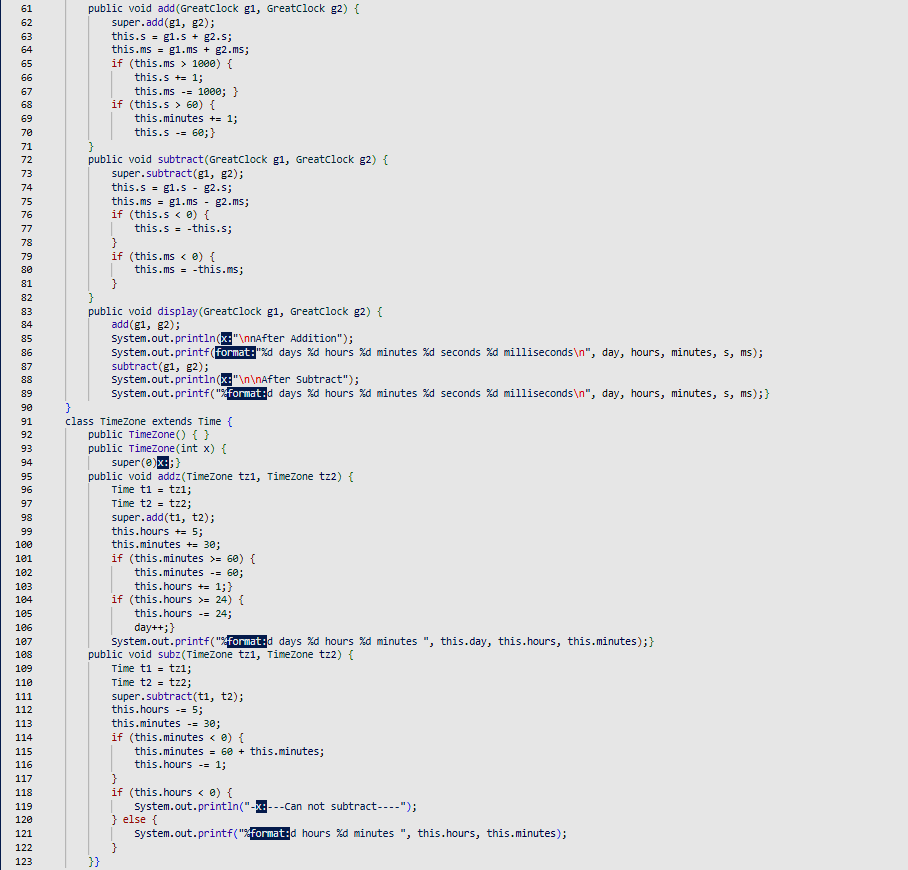 61 public void add(GreatClock g1, GreatClock g2) {
62 super.add(g1, g2);
63 this.s = g1.s + g2.s;
64 this.ms = g1.ms + g2.ms;
65 if (this.ms > 1000) {
66 this.s += 1;
67 this.ms -= 1000; }
68 if (this.s > 60) {
69 this.minutes += 1;
70 this.s -= 60;}
71 }
72 public void subtract(GreatClock g1, GreatClock g2) {
73 super.subtract(g1, g2);
74 this.s = g1.s - g2.s;
75 this.ms = g1.ms - g2.ms;
76 if (this.s < 0) {
77 this.s = -this.s;
78 }
79 if (this.ms < 0) {
80 this.ms = -this.ms;
81 }
82 }
83 public void display(GreatClock g1, GreatClock g2) {
84 add(g1, g2);
85 System.out.println(x:"\nnAfter Addition");
86 System.out.printf(format:"%d days %d hours %d minutes %d seconds %d milliseconds\n", day, hours, minutes, s, ms);
87 subtract(g1, g2);
88 System.out.println(x:"\n\nAfter Subtract");
89 System.out.printf("%format:d days %d hours %d minutes %d seconds %d milliseconds\n", day, hours, minutes, s, ms);}
90 }
91 class TimeZone extends Time {
92 public TimeZone() { }
93 public TimeZone(int x) {
94 super(0)x:;}
95 public void addz(TimeZone tz1, TimeZone tz2) {
96 Time t1 = tz1;
97 Time t2 = tz2;
98 super.add(t1, t2);
99 this.hours += 5;
100 this.minutes += 30;
101 if (this.minutes >= 60) {
102 this.minutes -= 60;
103 this.hours += 1;}
104 if (this.hours >= 24) {
105 this.hours -= 24;
106 day++;}
107 System.out.printf("%format:d days %d hours %d minutes ", this.day, this.hours, this.minutes);}
108 public void subz(TimeZone tz1, TimeZone tz2) {
109 Time t1 = tz1;
110 Time t2 = tz2;
111 super.subtract(t1, t2);
112 this.hours -= 5;
113 this.minutes -= 30;
114 if (this.minutes < 0) {
115 this.minutes = 60 + this.minutes;
116 this.hours -= 1;
117 }
118 if (this.hours < 0) {
119 System.out.println("-x:---Can not subtract----");
120 } else {
121 System.out.printf("%format:d hours %d minutes ", this.hours, this.minutes);
122 }
123 }}